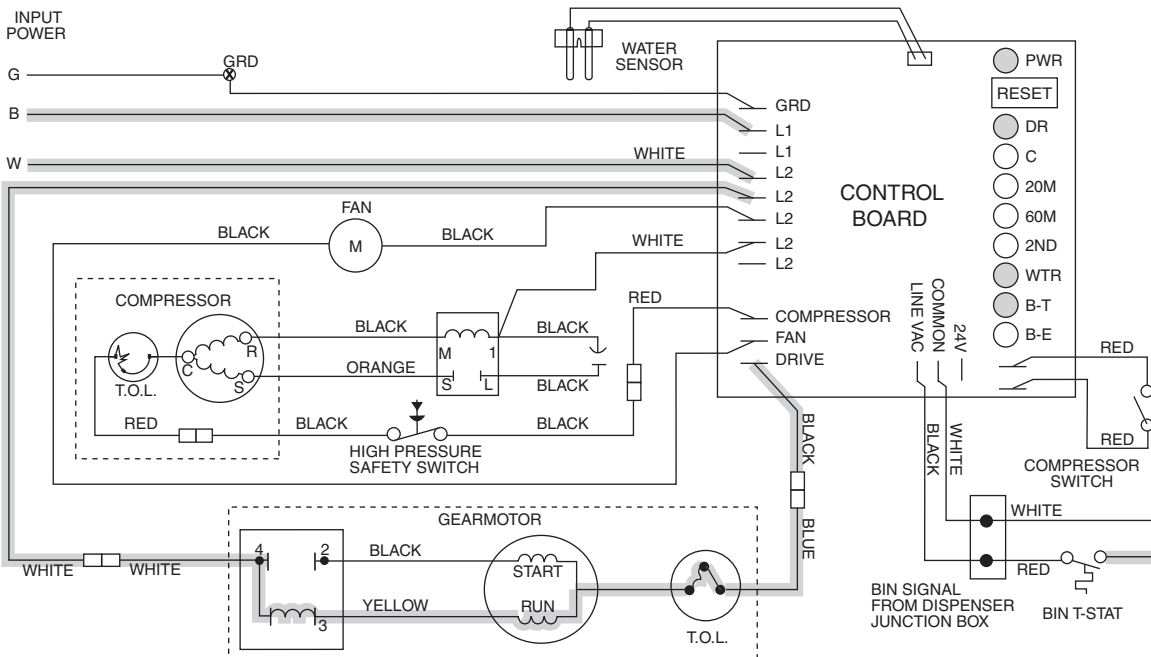 INPUT
POWER
G
GRD
B
W
WHITE
WATER
SENSOR
GRD
L1
L1
L2
L2
L2
L2
L2
CONTROL
BOARD
PWR
RESET
DR
C
20M
60M
2ND
WTR
B-T
B-E
FAN
M
BLACK
BLACK
WHITE
RED
COMPRESSOR
FAN
DRIVE
LINE VAC
COMMON
24V
COMPRESSOR
T.O.L.
C
R
S
BLACK
ORANGE
M
1
S
L
BLACK
BLACK
RED
BLACK
BLACK
HIGH PRESSURE
SAFETY SWITCH
RED
RED
COMPRESSOR
SWITCH
BLACK
WHITE
BLACK
BLUE
WHITE
RED
BIN SIGNAL
FROM DISPENSER
JUNCTION BOX
BIN T-STAT
GEARMOTOR
WHITE
WHITE
4
2
3
BLACK
YELLOW
START
RUN
T.O.L.